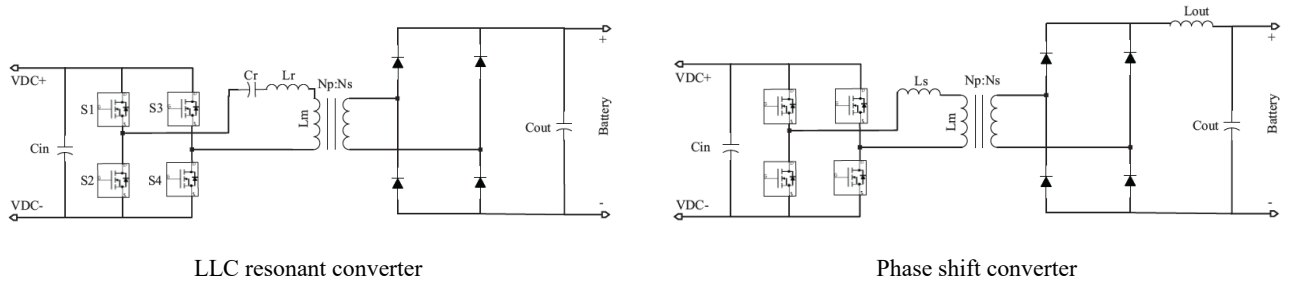 VDC+
Cin
VDC-
S1
S2
S3
S4
Cr
Lr
Lm
Np:Ns
Cout
+
Battery
-
LLC resonant converter
VDC+
Cin
VDC-
Ls
Lm
Np:Ns
Lout
Cout
+
Battery
-
Phase shift converter